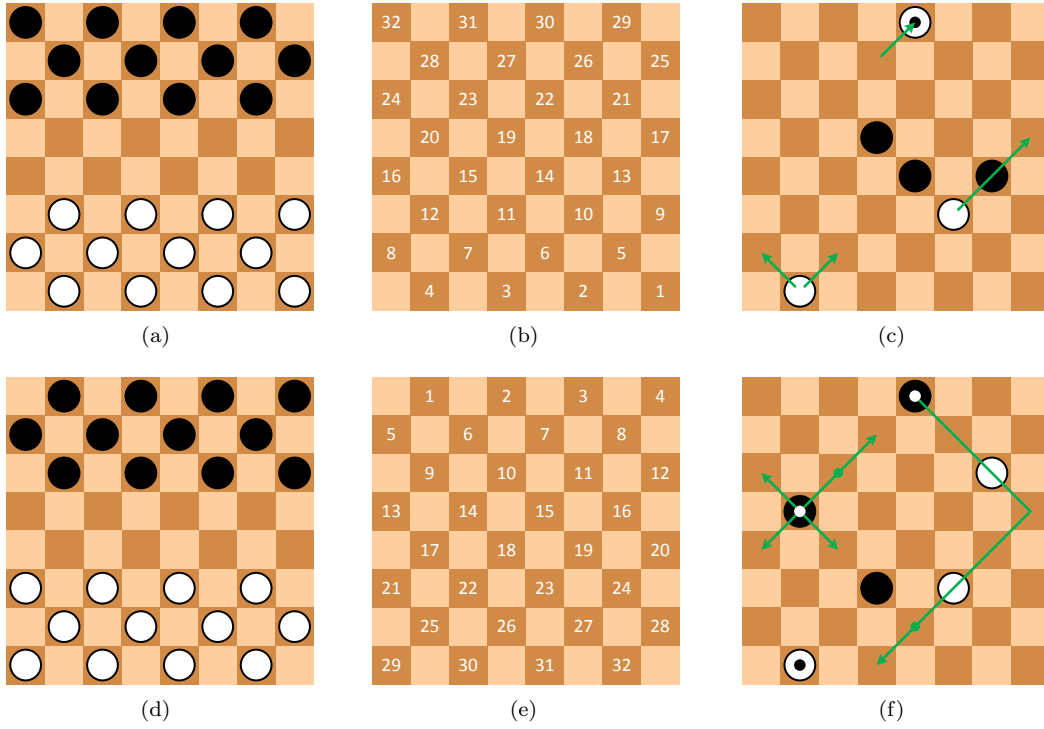 32 31 30 29
28 27 26 25
24 23 22 21
20 19 18 17
16 15 14 13
12 11 10 9
8 7 6 5
4 3 2 1
(a) (b) (c)
1 2 3 4
5 6 7 8
9 10 11 12
13 14 15 16
17 18 19 20
21 22 23 24
25 26 27 28
29 30 31 32
(d) (e) (f)